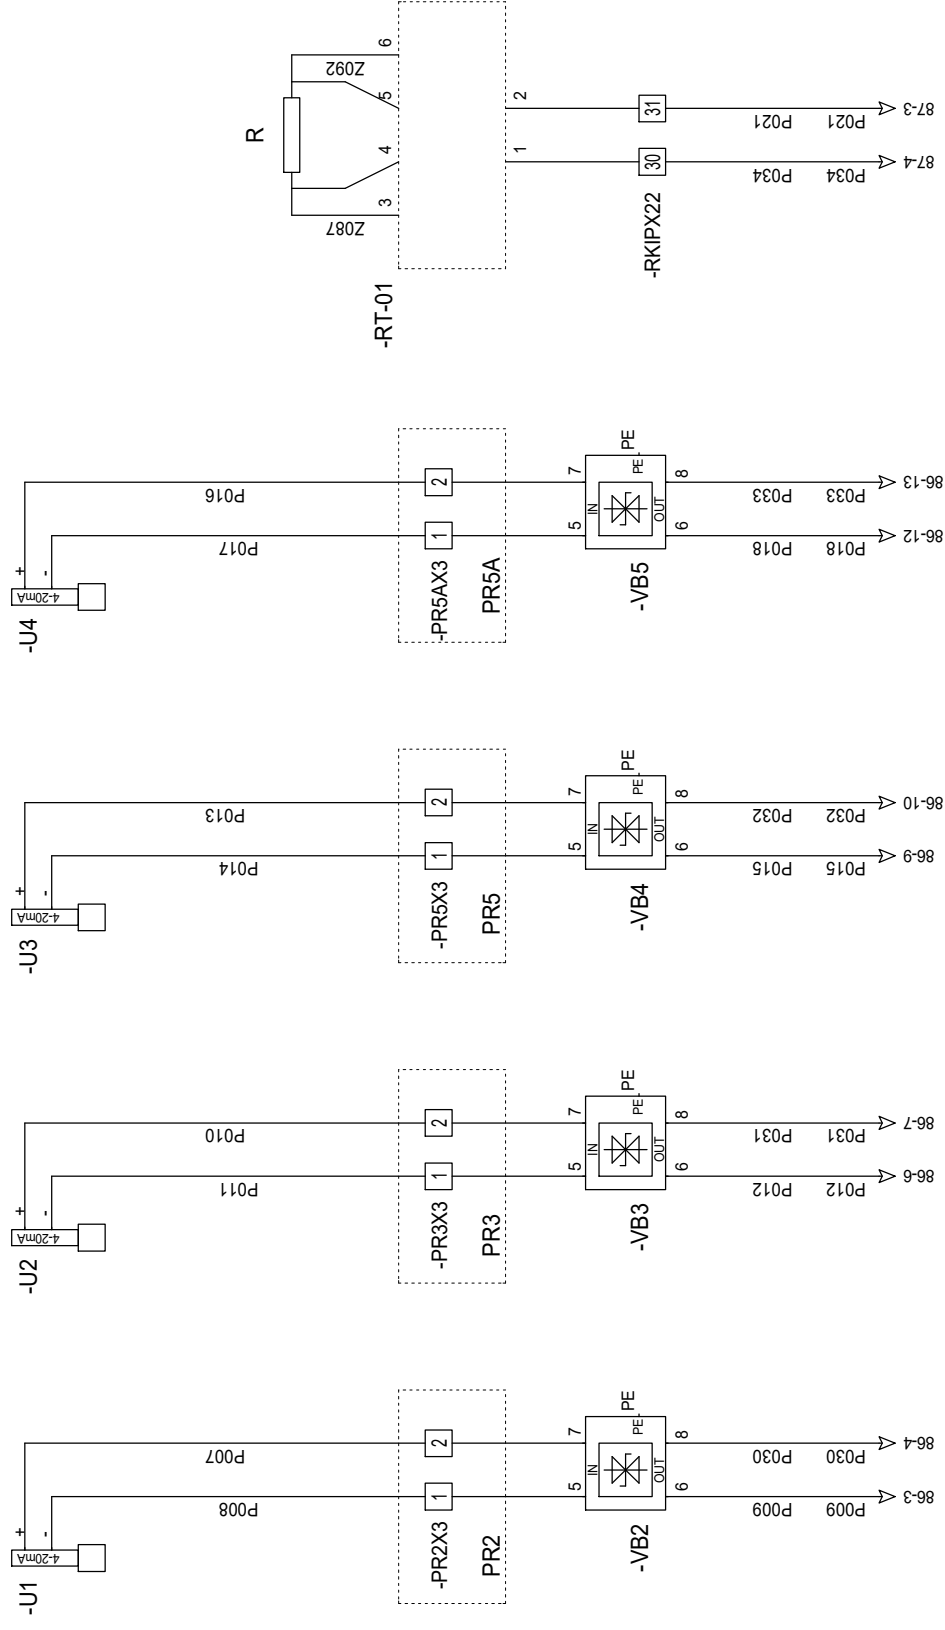 -U1
4-20mA
+
-
P008
P007
-PR2X3
1
2
PR2
5
7
IN
PE
PE
-VB2
OUT
6
8
P009
P030
P009
P030
86-3
86-4
-U2
4-20mA
+
-
P011
P010
-PR3X3
1
2
PR3
5
7
IN
PE
PE
-VB3
OUT
6
8
P012
P031
P012
P031
86-6
86-7
-U3
4-20mA
+
-
P014
P013
-PR5X3
1
2
PR5
5
7
IN
PE
PE
-VB4
OUT
6
8
P015
P032
P015
P032
86-9
86-10
-U4
4-20mA
+
-
P017
P016
-PR5AX3
1
2
PR5A
5
7
IN
PE
PE
-VB5
OUT
6
8
P018
P033
P018
P033
86-12
86-13
R
Z087
Z092
3
4
5
6
-RT-01
1
2
-RKIPX22
30
31
P034
P021
P034
P021
87-4
87-3